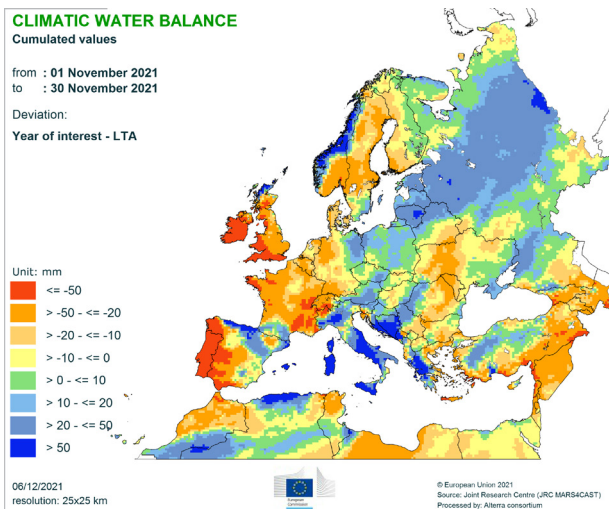 CLIMATIC WATER BALANCE
Cumulated values
from : 01 November 2021
to : 30 November 2021
Deviation:
Year of interest - LTA
Unit: mm
<= -50
> -50 - <= -20
> -20 - <= -10
> -10 - <= 0
> 0 - <= 10
> 10 - <= 20
> 20 - <= 50
> 50
06/12/2021
resolution: 25x25 km
European
Commission
© European Union 2021
Source: Joint Research Centre (JRC MARS4CAST)
Processed by: Alterra consortium